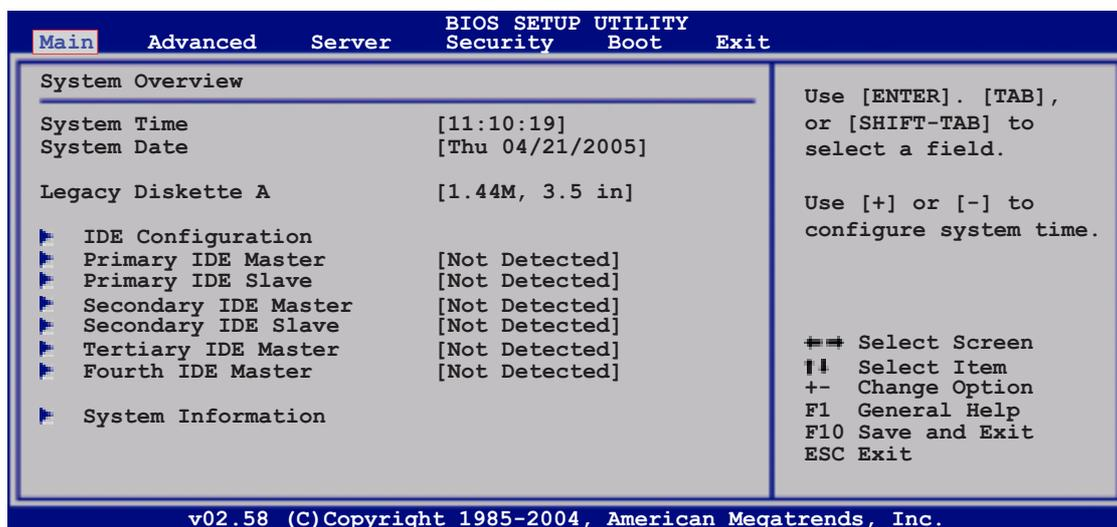 BIOS SETUP UTILITY
Main Advanced Server Security Boot Exit
System Overview
System Time [11:10:19]
System Date [Thu 04/21/2005]
Legacy Diskette A [1.44M, 3.5 in]
IDE Configuration
Primary IDE Master [Not Detected]
Primary IDE Slave [Not Detected]
Secondary IDE Master [Not Detected]
Secondary IDE Slave [Not Detected]
Tertiary IDE Master [Not Detected]
Fourth IDE Master [Not Detected]
System Information
Use [ENTER]. [TAB],
or [SHIFT-TAB] to
select a field.
Use [+] or [-] to
configure system time.
←→ Select Screen
↑↓ Select Item
+- Change Option
F1 General Help
F10 Save and Exit
ESC Exit
v02.58 (C)Copyright 1985-2004, American Megatrends, Inc.